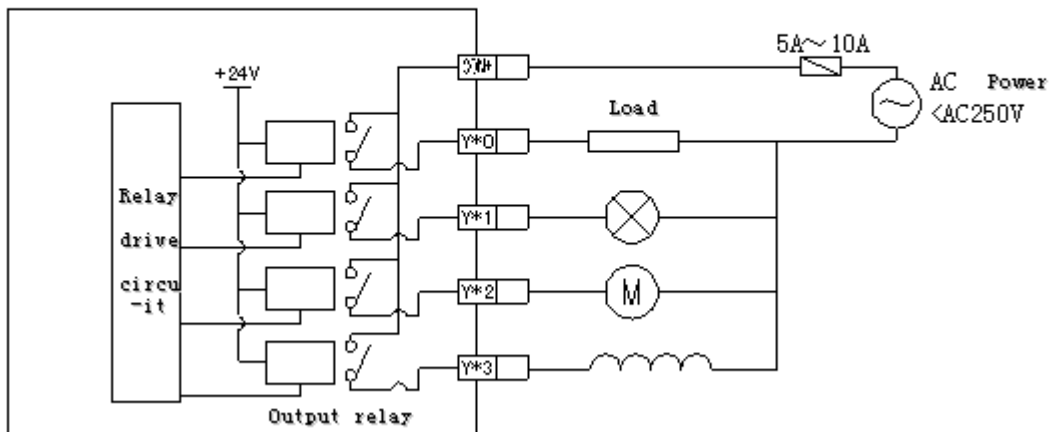 5A～10A
+24V
AC Power
<AC250V
Load
Y*0
Relay
Y*1
drive
circu
-it
Y*2
M
Y*3
Output relay